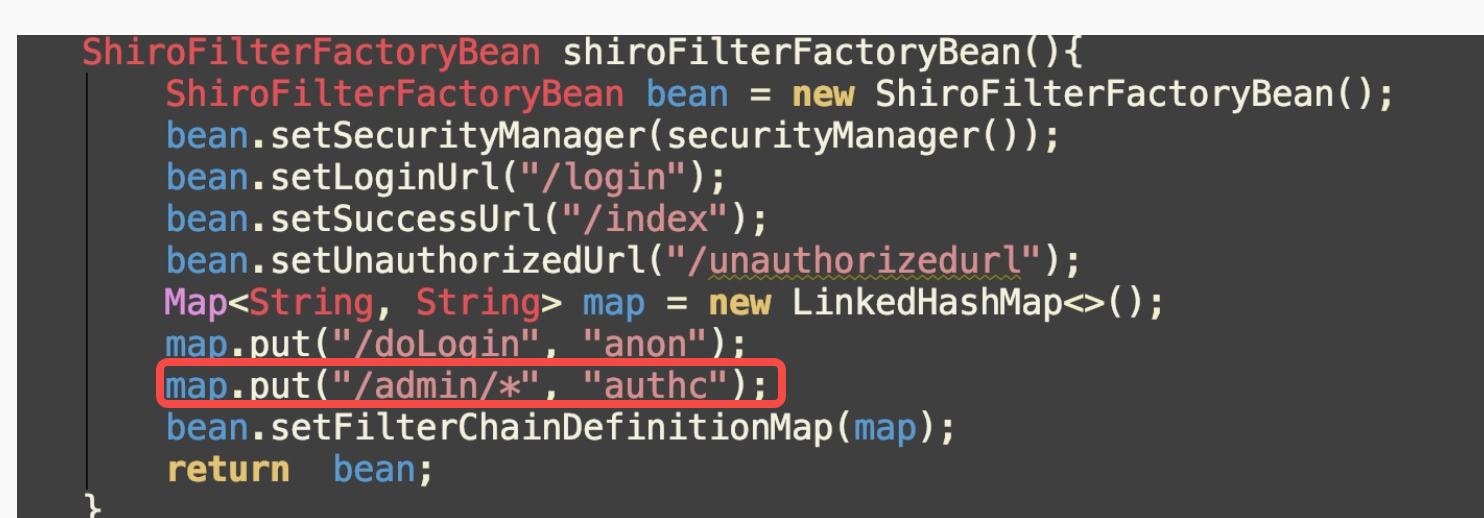 ShiroFilterFactoryBean shiroFilterFactoryBean(){
ShiroFilterFactoryBean bean = new ShiroFilterFactoryBean();
bean.setSecurityManager(securityManager());
bean.setLoginUrl("/login");
bean.setSuccessUrl("/index");
bean.setUnauthorizedUrl("/unauthorizedurl");
Map<String, String> map = new LinkedHashMap<>();
map.put("/doLogin", "anon");
map.put("/admin/*", "authc");
bean.setFilterChainDefinitionMap(map);
return bean;
}